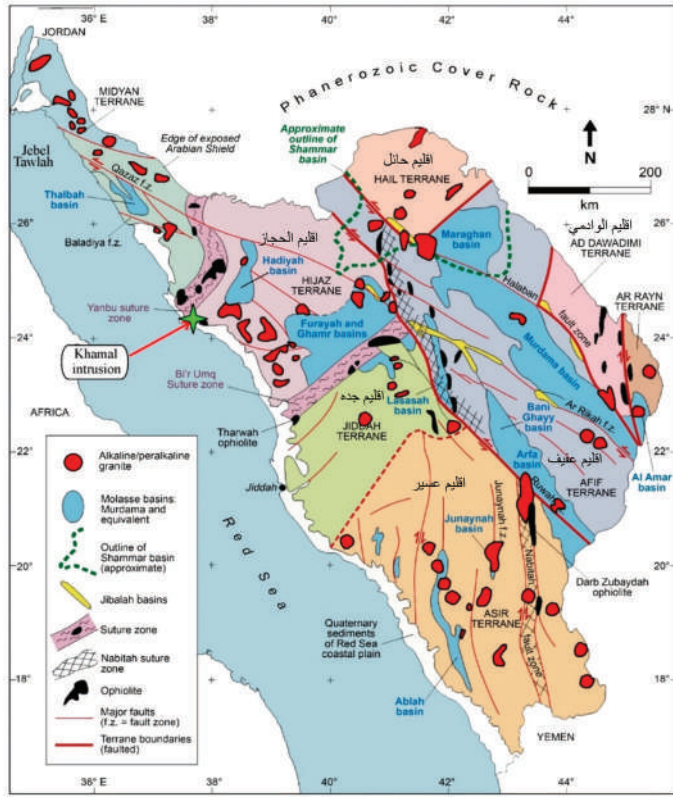 36°
38°
40°
42°
44°
JORDAN
MIDYAN
TERRANE
Phanerozoic Cover Rock
28° N
Approximate
outline of
Shammar
basin
N
0
200
km
Edge of exposed
Arabian Shield
Jebel
Tawlah
Qazaz f.z.
Thalbah
basin
26°
Baladiya f.z.
اقليم حائل
HAIL TERRANE
اقليم الحجاز
Hadiyah
basin
HIJAZ
TERRANE
Maraghan
basin
اقليم الوادمي
AD DAWADIMI
TERRANE
Halaban
fault zone
AR RAYN
TERRANE
Yanbu suture
zone
24°
Furayah and
Ghamr basins
Murdama basin
Khamal
intrusion
Bi'r Umq
Suture zone
Lasasah
basin
Bani
Ghayy
basin
Ar Rikah f.z.
AFRICA
Tharwah
ophiolite
اقليم جده
JIDDAH
TERRANE
22°
Arfa
basin
اقليم عفيف
AFIF
TERRANE
Al Amar
basin
Jiddah
اقليم عسير
Ruwah
Junaynah f.z.
Junaynah
basin
Nabitah
fault zone
Darb Zubaydah
ophiolite
Red Sea
20°
ASIR
TERRANE
Quaternary
sediments
of Red Sea
coastal plain
Ablah
basin
18°
YEMEN
Alkaline/peralkaline
granite
Molasse basins:
Murdama and
equivalent
Outline of
Shammar basin
(approximate)
Jibalah basins
Suture zone
Nabitah suture
zone
Ophiolite
Major faults
(f.z. = fault zone)
Terrane boundaries
(faulted)
36° E
38°
40°
42°
44°